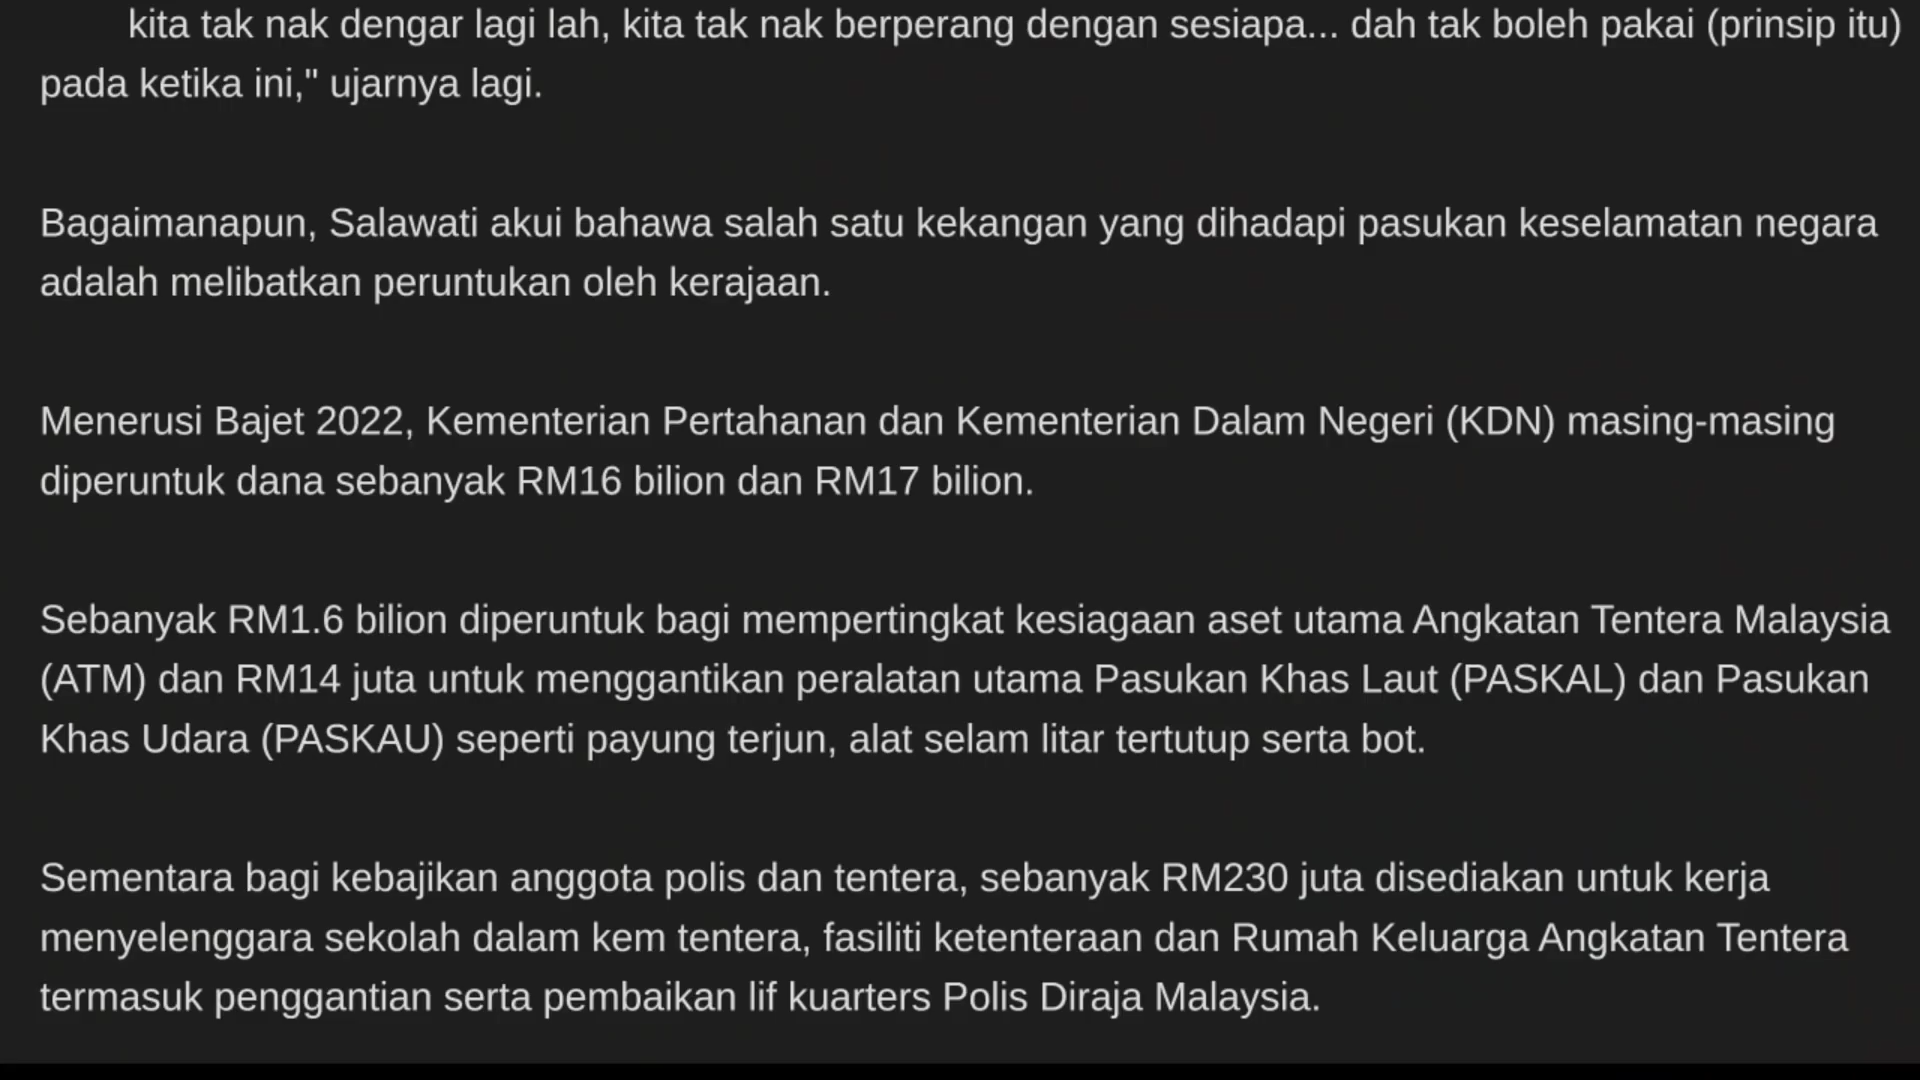 kita tak nak dengar lagi lah, kita tak nak berperang dengan sesiapa... dah tak boleh pakai (prinsip itu)
pada ketika ini," ujarnya lagi.
Bagaimanapun, Salawati akui bahawa salah satu kekangan yang dihadapi pasukan keselamatan negara
adalah melibatkan peruntukan oleh kerajaan.
Menerusi Bajet 2022, Kementerian Pertahanan dan Kementerian Dalam Negeri (KDN) masing-masing
diperuntuk dana sebanyak RM16 bilion dan RM17 bilion.
Sebanyak RM1.6 bilion diperuntuk bagi mempertingkat kesiagaan aset utama Angkatan Tentera Malaysia
(ATM) dan RM14 juta untuk menggantikan peralatan utama Pasukan Khas Laut (PASKAL) dan Pasukan
Khas Udara (PASKAU) seperti payung terjun, alat selam litar tertutup serta bot.
Sementara bagi kebajikan anggota polis dan tentera, sebanyak RM230 juta disediakan untuk kerja
menyelenggara sekolah dalam kem tentera, fasiliti ketenteraan dan Rumah Keluarga Angkatan Tentera
termasuk penggantian serta pembaikan lif kuarters Polis Diraja Malaysia.